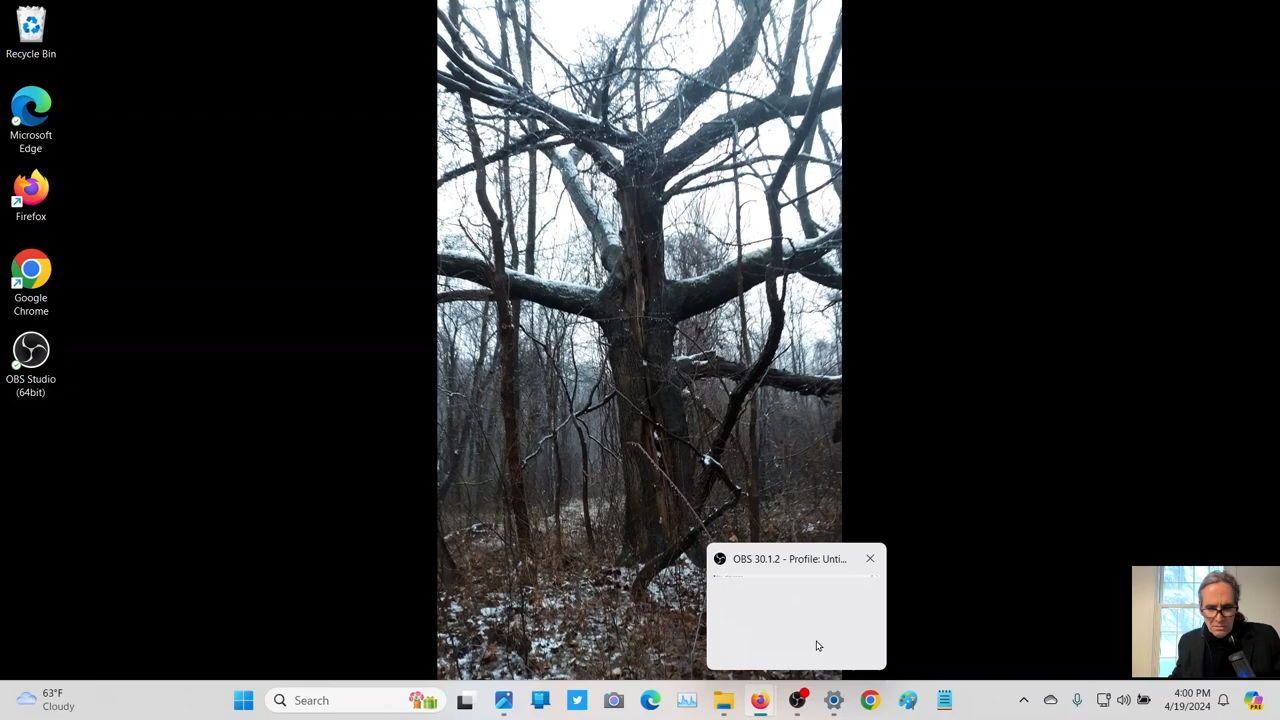 Recycle Bin
Microsoft
Edge
Firefox
Google
Chrome
OBS Studio
(64bit)
OBS 30.1.2 - Profile: Unti...
63°F
Cloudy
Search
4:00 PM
4/19/2024
PRE